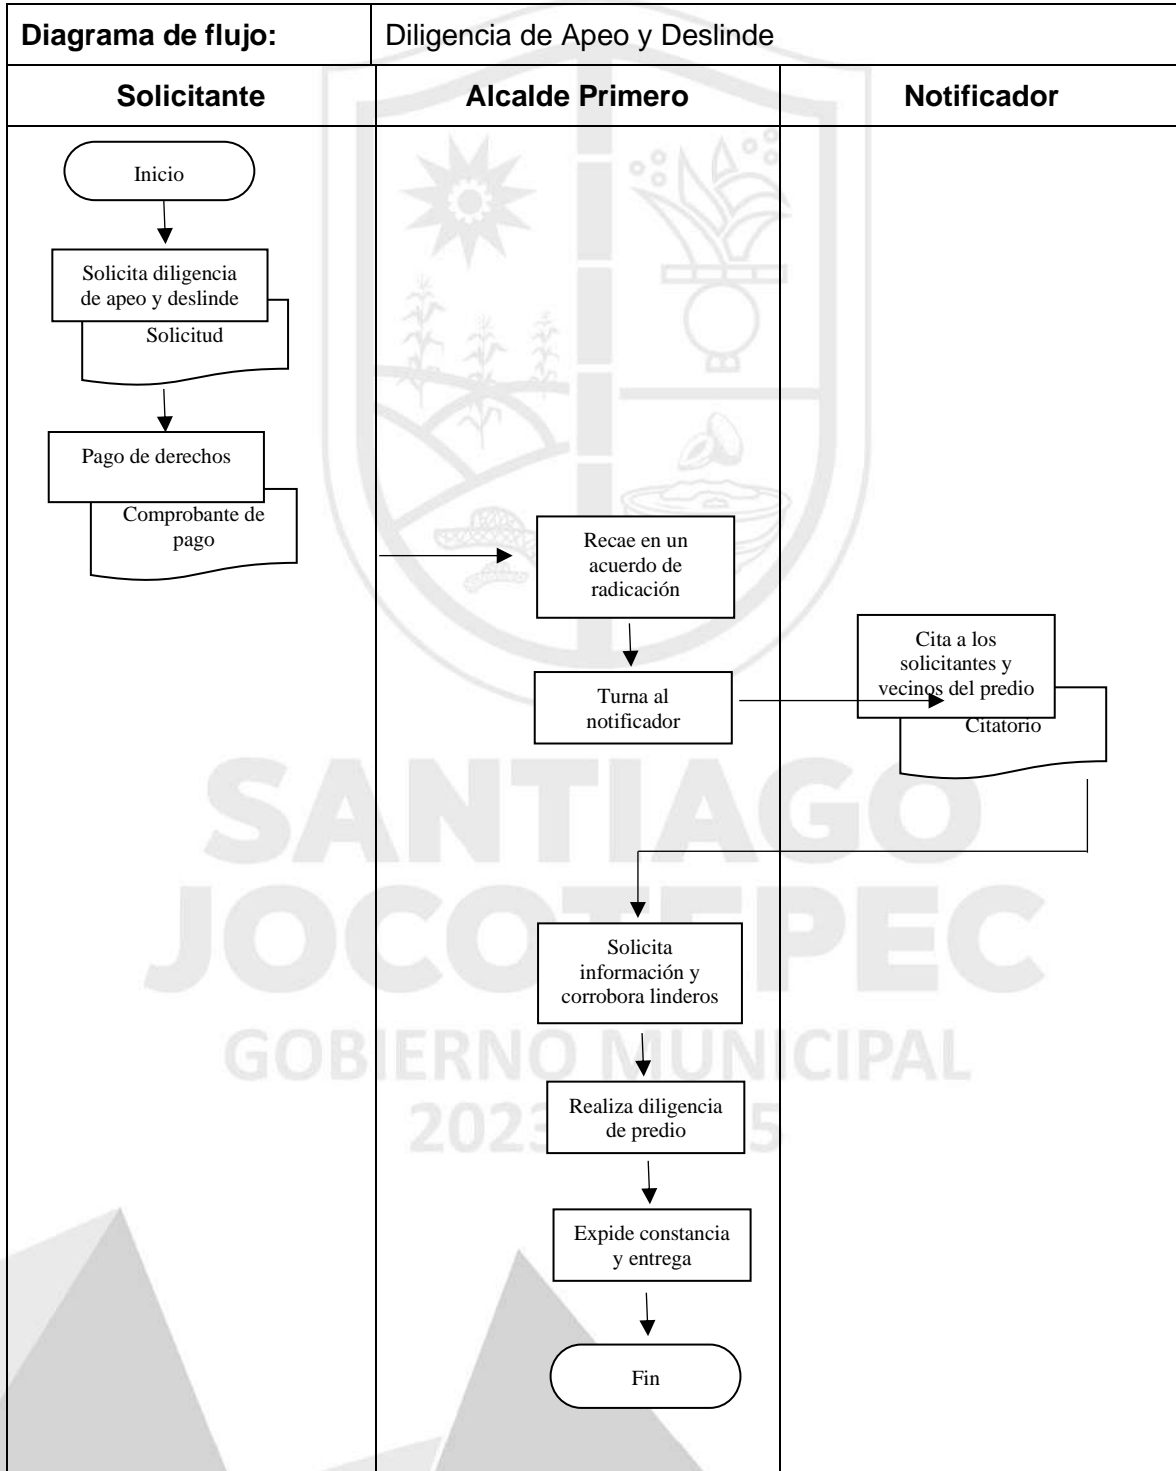 Diagrama de flujo:
Diligencia de Apeo y Deslinde
Solicitante
Alcalde Primero
Notificador
Inicio
Solicita diligencia
de apeo y deslinde
Solicitud
Pago de derechos
Comprobante de
pago
Recae en un
acuerdo de
radicación
Turna al
notificador
Cita a los
solicitantes y
vecinos del predio
Citatorio
Solicita
información y
corrobora linderos
Realiza diligencia
de predio
Expide constancia
y entrega
Fin
SANTIAGO
JOCOTEPEC
GOBIERNO MUNICIPAL